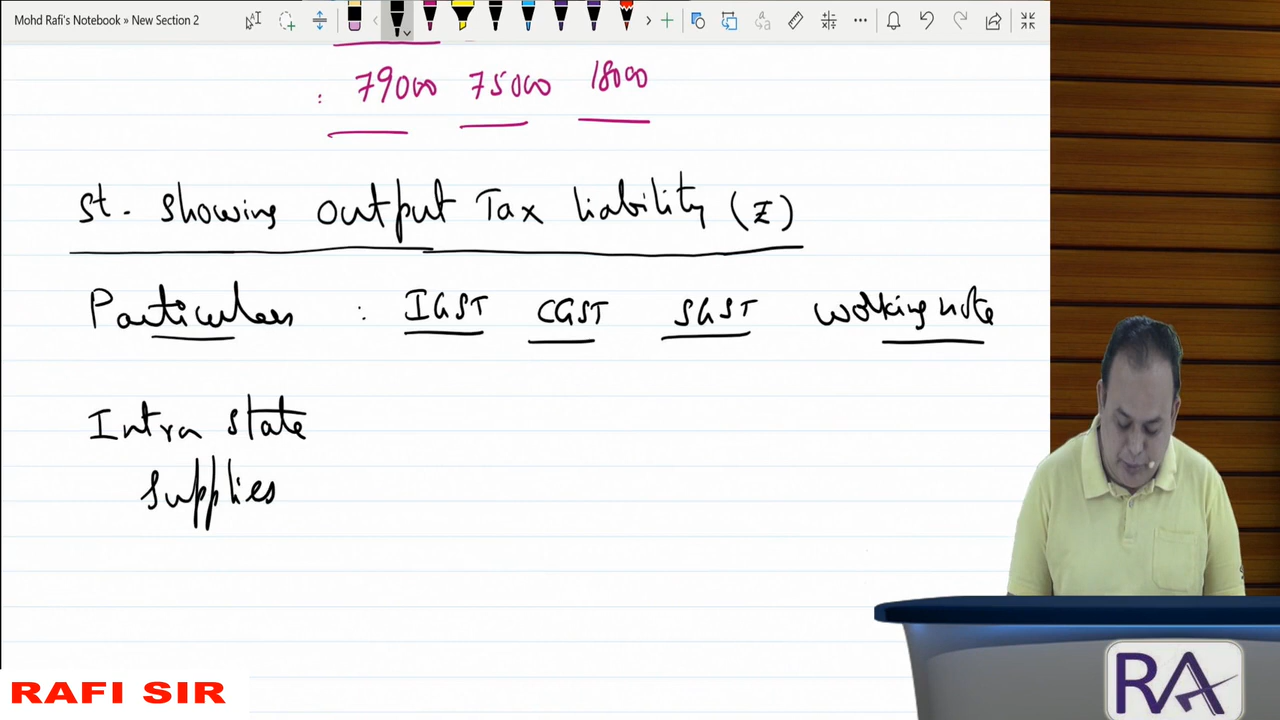 Mohd Rafi's Notebook » New Section 2
: 79000 75000 18000
St. Showing Output Tax liability (₹)
Particulars : IGST CGST SGST Working note
Intra State
Supplies
RAFI SIR
RA